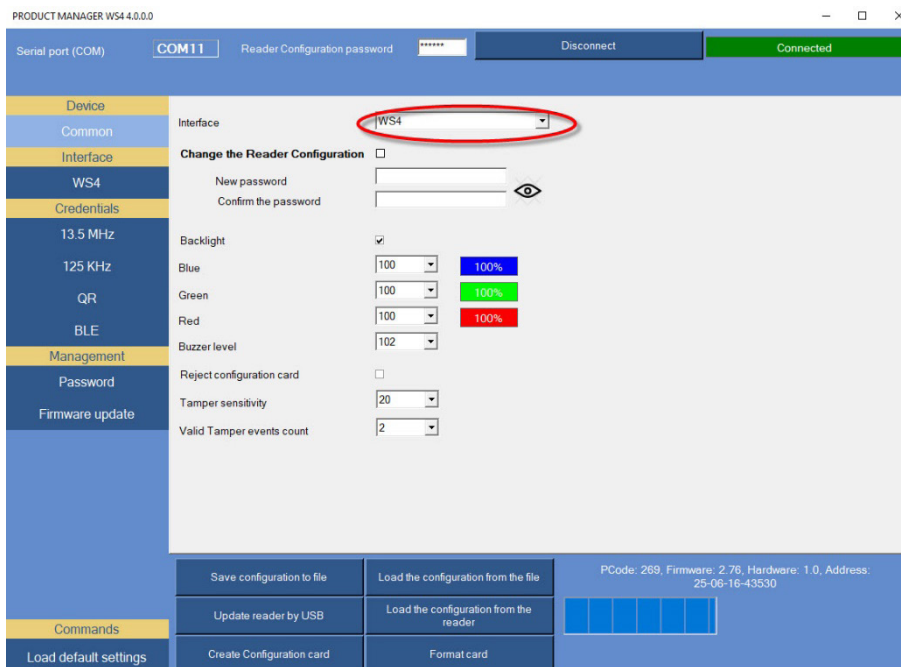 PRODUCT MANAGER WS4 4.0.0.0
Serial port (COM) COM11 Reader Configuration password ****** Disconnect Connected
Device
Common
Interface
WS4
Credentials
13.5 MHz
125 KHz
QR
BLE
Management
Password
Firmware update
Commands
Load default settings
Interface WS4
Change the Reader Configuration
New password
Confirm the password
Backlight
Blue 100 100%
Green 100 100%
Red 100 100%
Buzzer level 102
Reject configuration card
Tamper sensitivity 20
Valid Tamper events count 2
Save configuration to file Load the configuration from the file
Update reader by USB Load the configuration from the
reader
Create Configuration card Format card
PCode: 269, Firmware: 2.76, Hardware: 1.0, Address:
25-06-16-43530